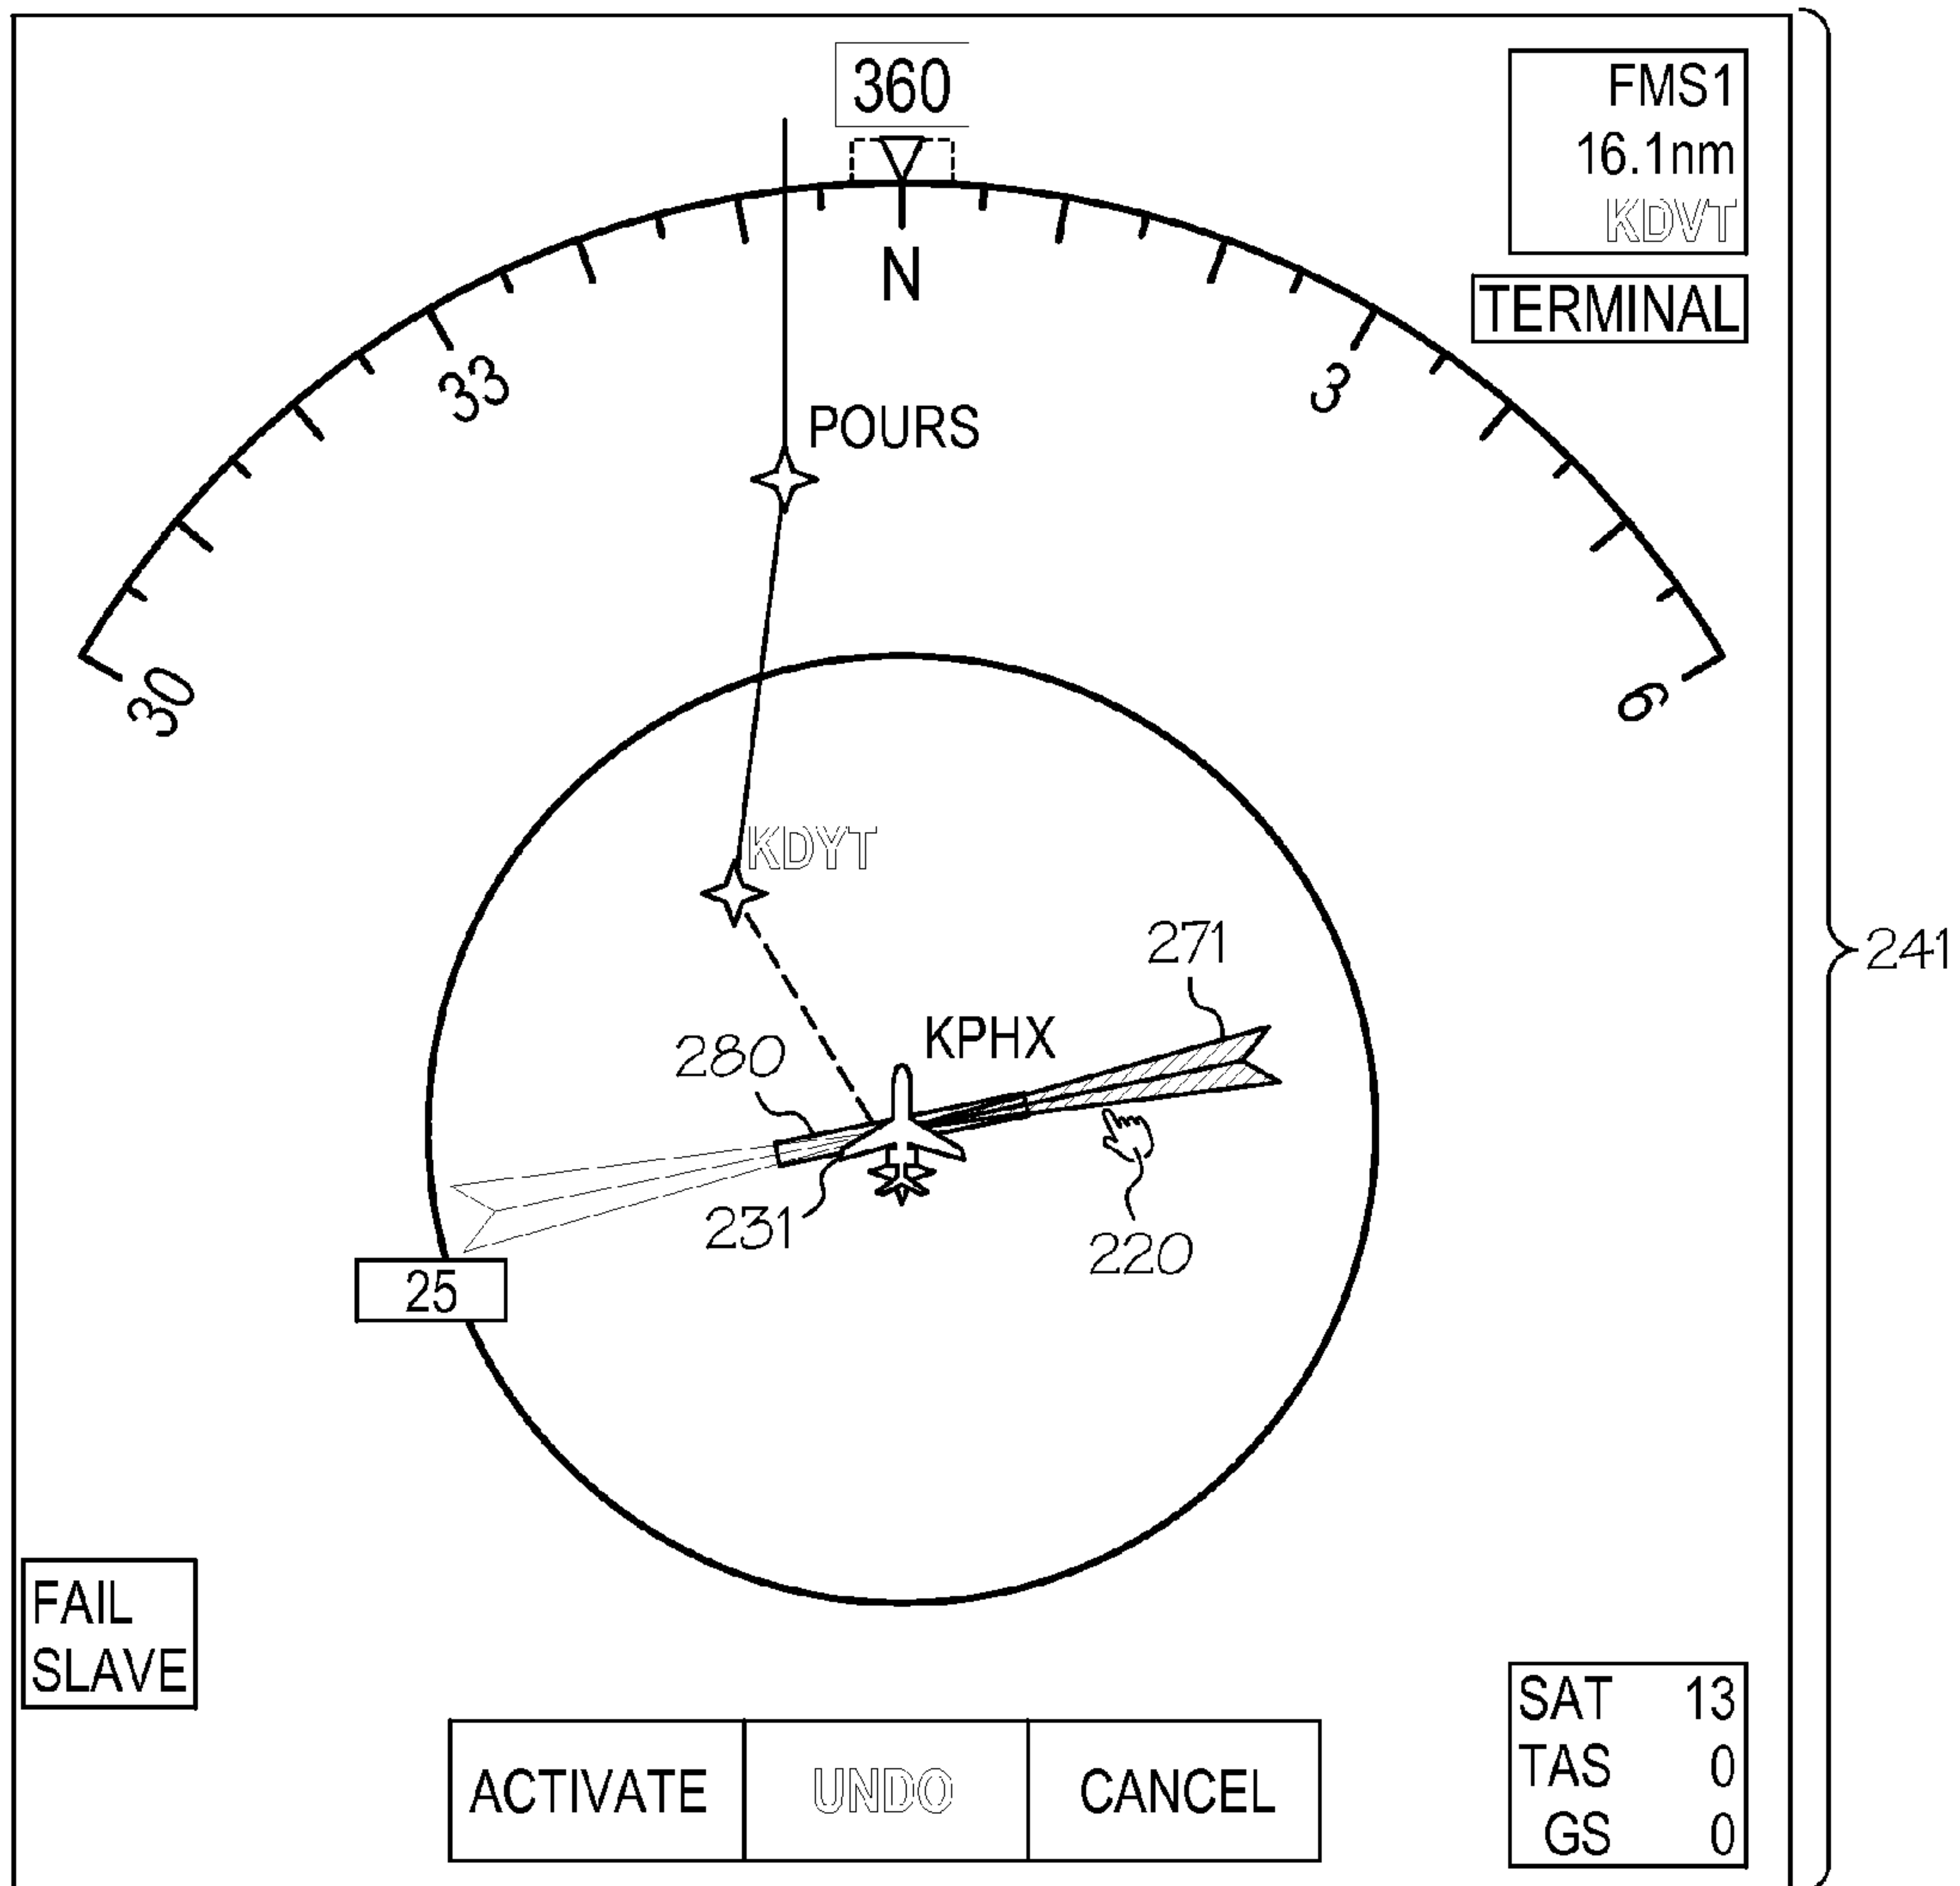 360
FMS1
16.1nm
KDVT
TERMINAL
N
33
3
POURS
30
6
KDYT
271
241
280
KPHX
231
220
25
FAIL
SLAVE
SAT 13
TAS 0
GS 0
ACTIVATE
UNDO
CANCEL